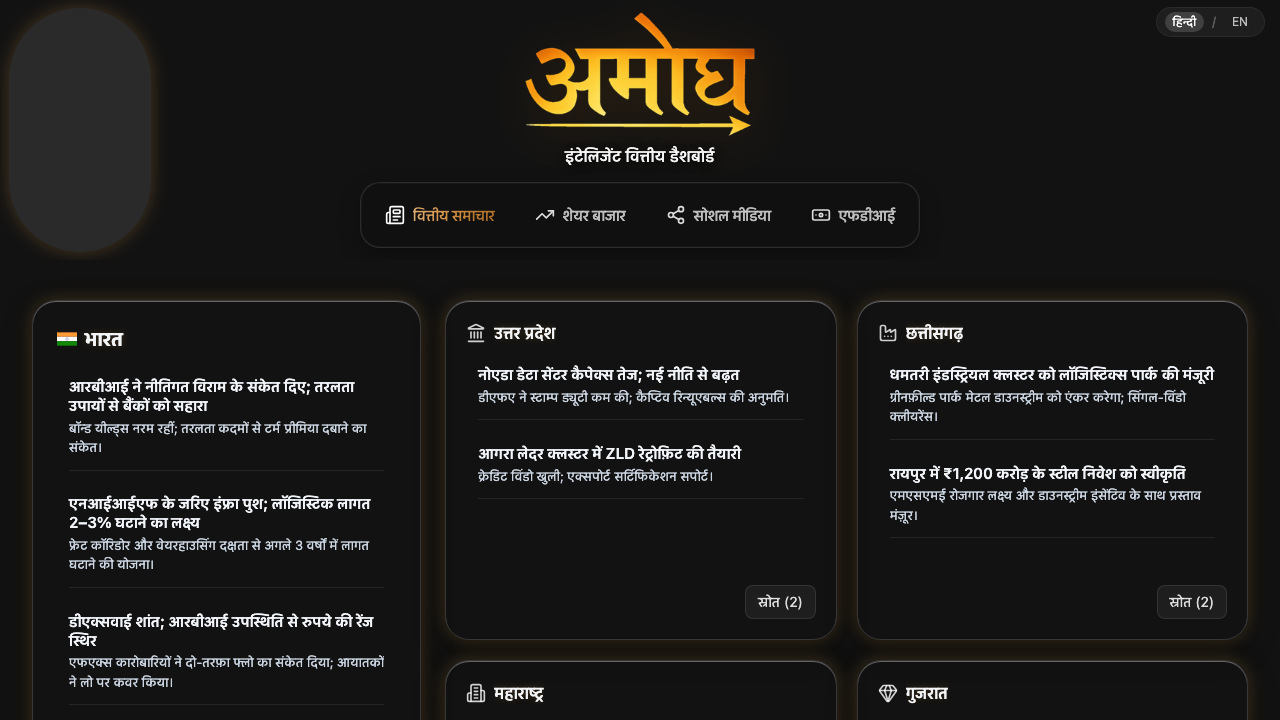 हिन्दी / EN
अमोघ
इंटेलिजेंट वित्तीय डैशबोर्ड
वित्तीय समाचार
शेयर बाजार
सोशल मीडिया
एफडीआई
भारत
आरबीआई ने नीतिगत विराम के संकेत दिए; तरलता
उपायों से बैंकों को सहारा
बॉन्ड यील्ड्स नरम रहीं; तरलता कदमों से टर्म प्रीमिया दबाने का
संकेत।
एनआईआईएफ के जरिए इंफ्रा पुश; लॉजिस्टिक लागत
2–3% घटाने का लक्ष्य
फ्रेट कॉरिडोर और वेयरहाउसिंग दक्षता से अगले 3 वर्षों में लागत
घटाने की योजना।
डीएक्सवाई शांत; आरबीआई उपस्थिति से रुपये की रेंज
स्थिर
एफएक्स कारोबारियों ने दो-तरफ़ा फ्लो का संकेत दिया; आयातकों
ने लो पर कवर किया।
उत्तर प्रदेश
नोएडा डेटा सेंटर कैपेक्स तेज; नई नीति से बढ़त
डीएफए ने स्टाम्प ड्यूटी कम की; कैप्टिव रिन्यूएबल्स की अनुमति।
आगरा लेदर क्लस्टर में ZLD रेट्रोफ़िट की तैयारी
क्रेडिट विंडो खुली; एक्सपोर्ट सर्टिफिकेशन सपोर्ट।
स्रोत (2)
छत्तीसगढ़
धमतरी इंडस्ट्रियल क्लस्टर को लॉजिस्टिक्स पार्क की मंजूरी
ग्रीनफ़ील्ड पार्क मेटल डाउनस्ट्रीम को एंकर करेगा; सिंगल-विंडो
क्लीयरेंस।
रायपुर में ₹1,200 करोड़ के स्टील निवेश को स्वीकृति
एमएसएमई रोजगार लक्ष्य और डाउनस्ट्रीम इंसेंटिव के साथ प्रस्ताव
मंज़ूर।
स्रोत (2)
महाराष्ट्र
गुजरात